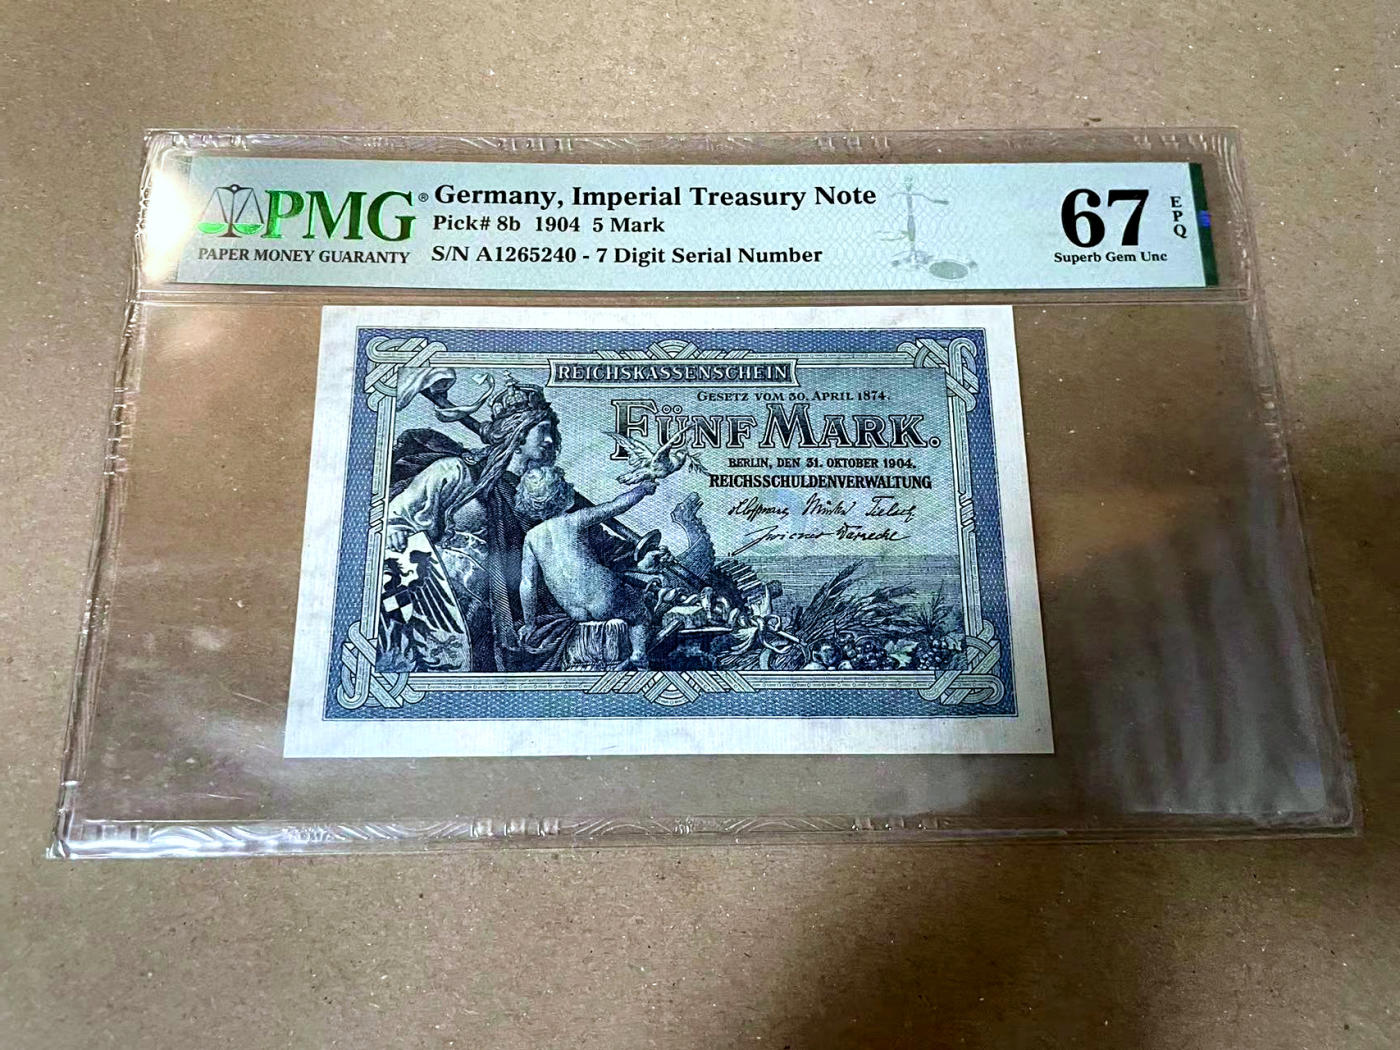 PMG®
PAPER MONEY GUARANTY
Germany, Imperial Treasury Note
Pick# 8b 1904 5 Mark
S/N A1265240 - 7 Digit Serial Number
67
EPQ
Superb Gem Unc
REICHSKASSENSCHEIN
GESETZ VOM 30. APRIL 1874.
FÜNF MARK.
BERLIN, DEN 31. OKTOBER 1904.
REICHSSCHULDENVERWALTUNG